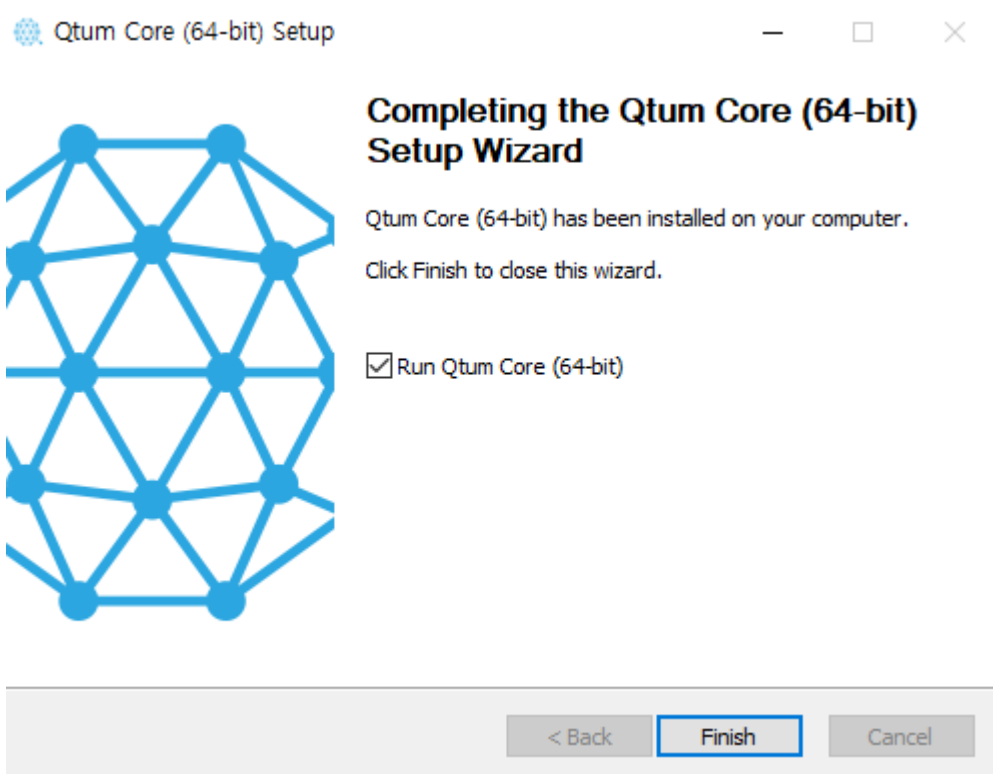 Qtum Core (64-bit) Setup
Completing the Qtum Core (64-bit)
Setup Wizard
Qtum Core (64-bit) has been installed on your computer.
Click Finish to close this wizard.
Run Qtum Core (64-bit)
< Back
Finish
Cancel